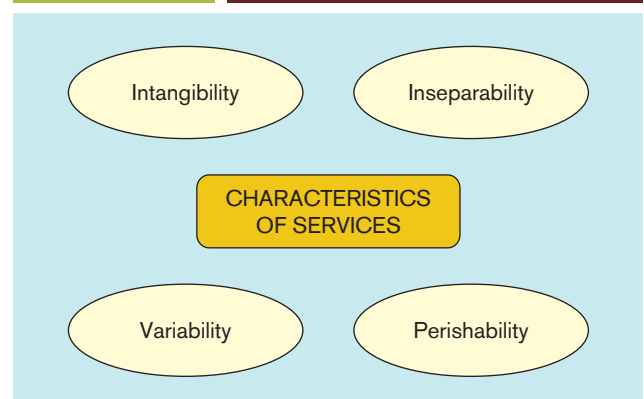 Intangibility
Inseparability
CHARACTERISTICS
OF SERVICES
Variability
Perishability